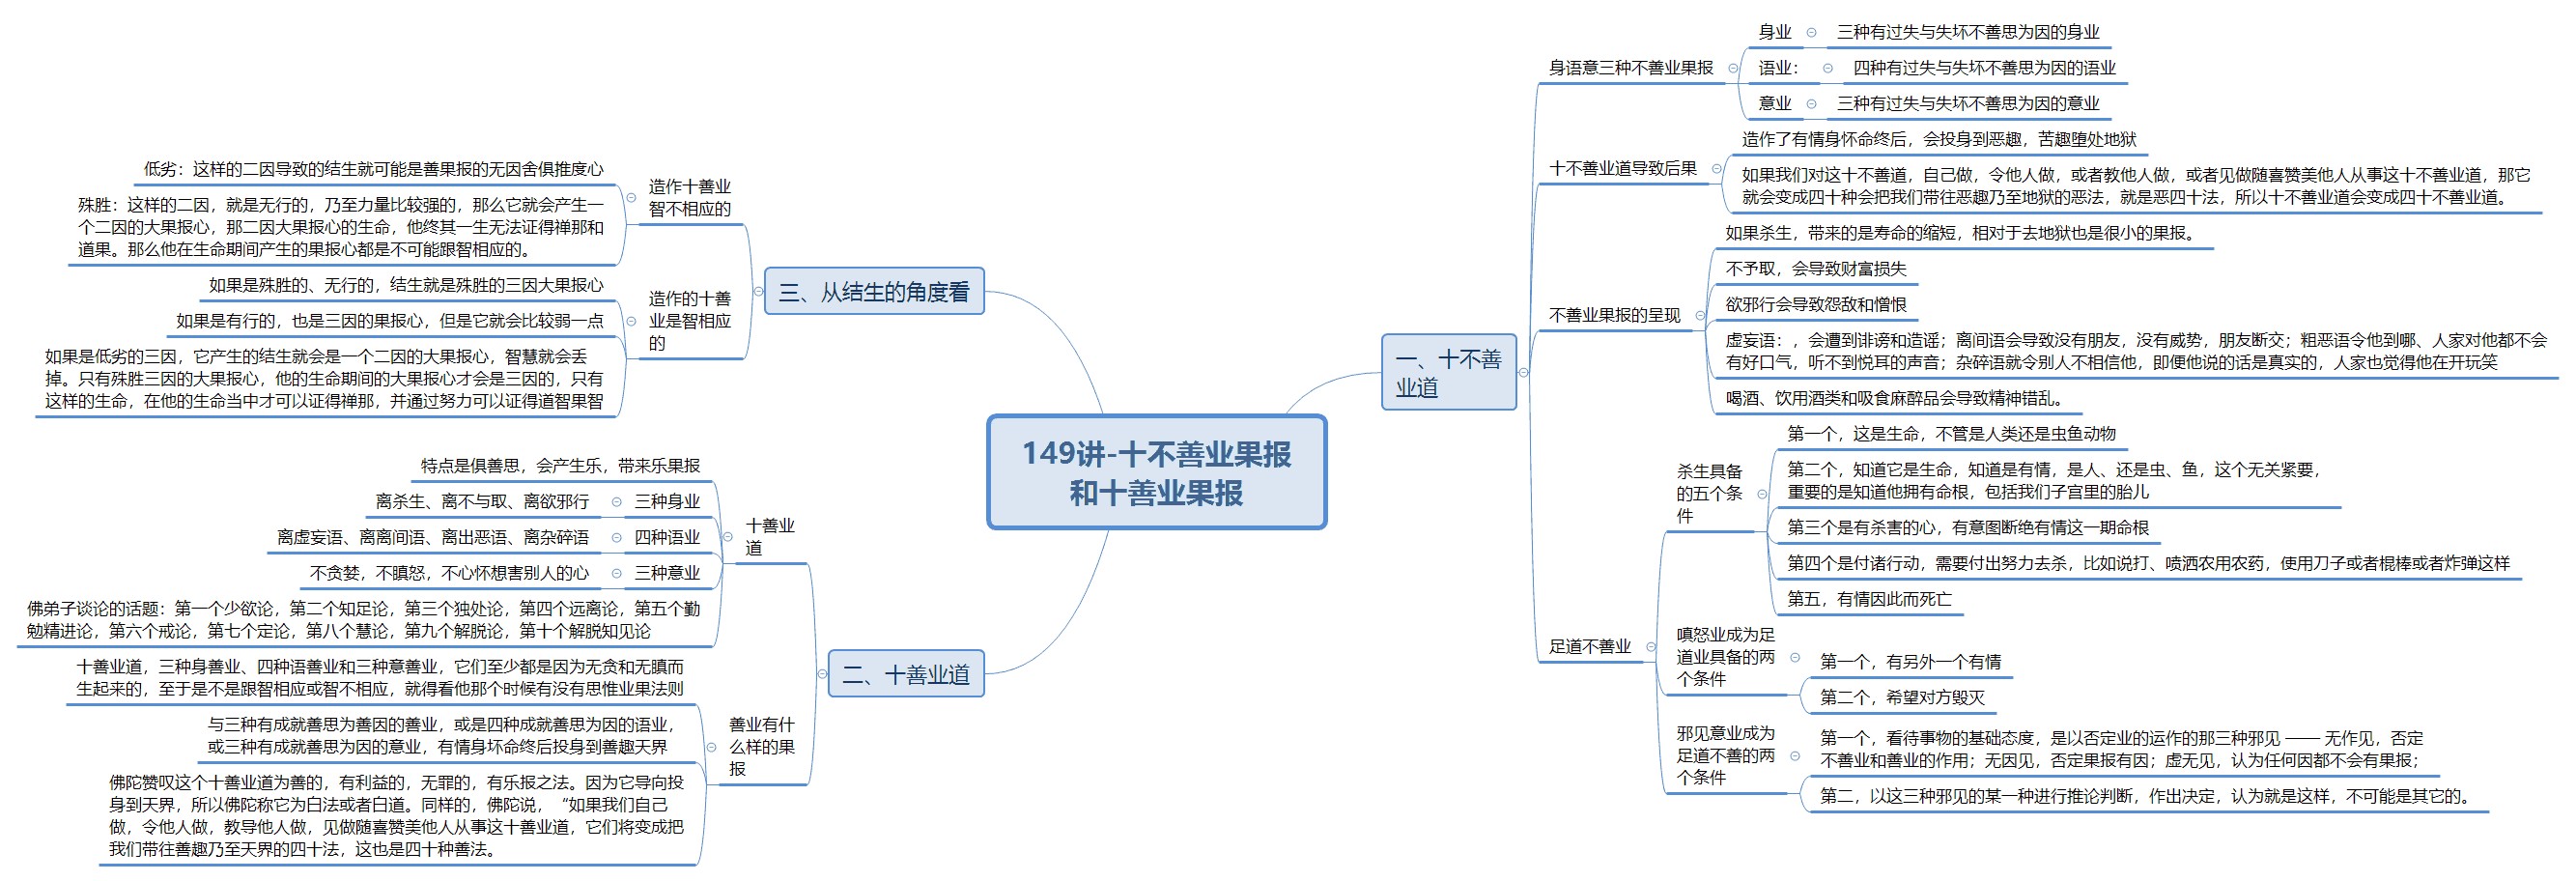 149讲-十不善业果报
和十善业果报
一、十不善
业道
身语意三种不善业果报
身业
三种有过失与失坏不善思为因的身业
语业：
四种有过失与失坏不善思为因的语业
意业
三种有过失与失坏不善思为因的意业
十不善业道导致后果
造作了有情身怀命终后，会投身到恶趣，苦趣堕处地狱
如果我们对这十不善道，自己做，令他人做，或者教他人做，或者见做随喜赞美他人从事这十不善业道，那它
就会变成四十种会把我们带往恶趣乃至地狱的恶法，就是恶四十法，所以十不善业道会变成四十不善业道。
不善业果报的呈现
如果杀生，带来的是寿命的缩短，相对于去地狱也是很小的果报。
不予取，会导致财富损失
欲邪行会导致怨敌和憎恨
虚妄语：，会遭到诽谤和造谣；离间语会导致没有朋友，没有威势，朋友断交；粗恶语令他到哪、人家对他都不会
有好口气，听不到悦耳的声音；杂碎语就令别人不相信他，即便他说的话是真实的，人家也觉得他在开玩笑
喝酒、饮用酒类和吸食麻醉品会导致精神错乱。
足道不善业
杀生具备
的五个条
件
第一个，这是生命，不管是人类还是虫鱼动物
第二个，知道它是生命，知道是有情，是人、还是虫、鱼，这个无关紧要，
重要的是知道他拥有命根，包括我们子宫里的胎儿
第三个是有杀害的心，有意图断绝有情这一期命根
第四个是付诸行动，需要付出努力去杀，比如说打、喷洒农用农药，使用刀子或者棍棒或者炸弹这样
第五，有情因此而死亡
嗔怒业成为足
道业具备的两
个条件
第一个，有另外一个有情
第二个，希望对方毁灭
邪见意业成为
足道不善的两
个条件
第一个，看待事物的基础态度，是以否定业的运作的那三种邪见 —— 无作见，否定
不善业和善业的作用；无因见，否定果报有因；虚无见，认为任何因都不会有果报；
第二，以这三种邪见的某一种进行推论判断，作出决定，认为就是这样，不可能是其它的。
二、十善业道
十善业
道
特点是俱善思，会产生乐，带来乐果报
三种身业
离杀生、离不与取、离欲邪行
四种语业
离虚妄语、离离间语、离出恶语、离杂碎语
三种意业
不贪婪，不瞋怒，不心怀想害别人的心
佛弟子谈论的话题：第一个少欲论，第二个知足论，第三个独处论，第四个远离论，第五个勤
勉精进论，第六个戒论，第七个定论，第八个慧论，第九个解脱论，第十个解脱知见论
善业有什
么样的果
报
十善业道，三种身善业、四种语善业和三种意善业，它们至少都是因为无贪和无瞋而
生起来的，至于是不是跟智相应或智不相应，就得看他那个时候有没有思惟业果法则
与三种有成就善思为善因的善业，或是四种成就善思为因的语业，
或三种有成就善思为因的意业，有情身坏命终后投身到善趣天界
佛陀赞叹这个十善业道为善的，有利益的，无罪的，有乐报之法。因为它导向投
身到天界，所以佛陀称它为白法或者白道。同样的，佛陀说，“如果我们自己
做，令他人做，教导他人做，见做随喜赞美他人从事这十善业道，它们将变成把
我们带往善趣乃至天界的四十法，这也是四十种善法。
三、从结生的角度看
造作十善业
智不相应的
低劣：这样的二因导致的结生就可能是善果报的无因舍俱推度心
殊胜：这样的二因，就是无行的，乃至力量比较强的，那么它就会产生一
个二因的大果报心，那二因大果报心的生命，他终其一生无法证得禅那和
道果。那么他在生命期间产生的果报心都是不可能跟智相应的。
造作的十善
业是智相应
的
如果是殊胜的、无行的，结生就是殊胜的三因大果报心
如果是有行的，也是三因的果报心，但是它就会比较弱一点
如果是低劣的三因，它产生的结生就会是一个二因的大果报心，智慧就会丢
掉。只有殊胜三因的大果报心，他的生命期间的大果报心才会是三因的，只有
这样的生命，在他的生命当中才可以证得禅那，并通过努力可以证得道智果智